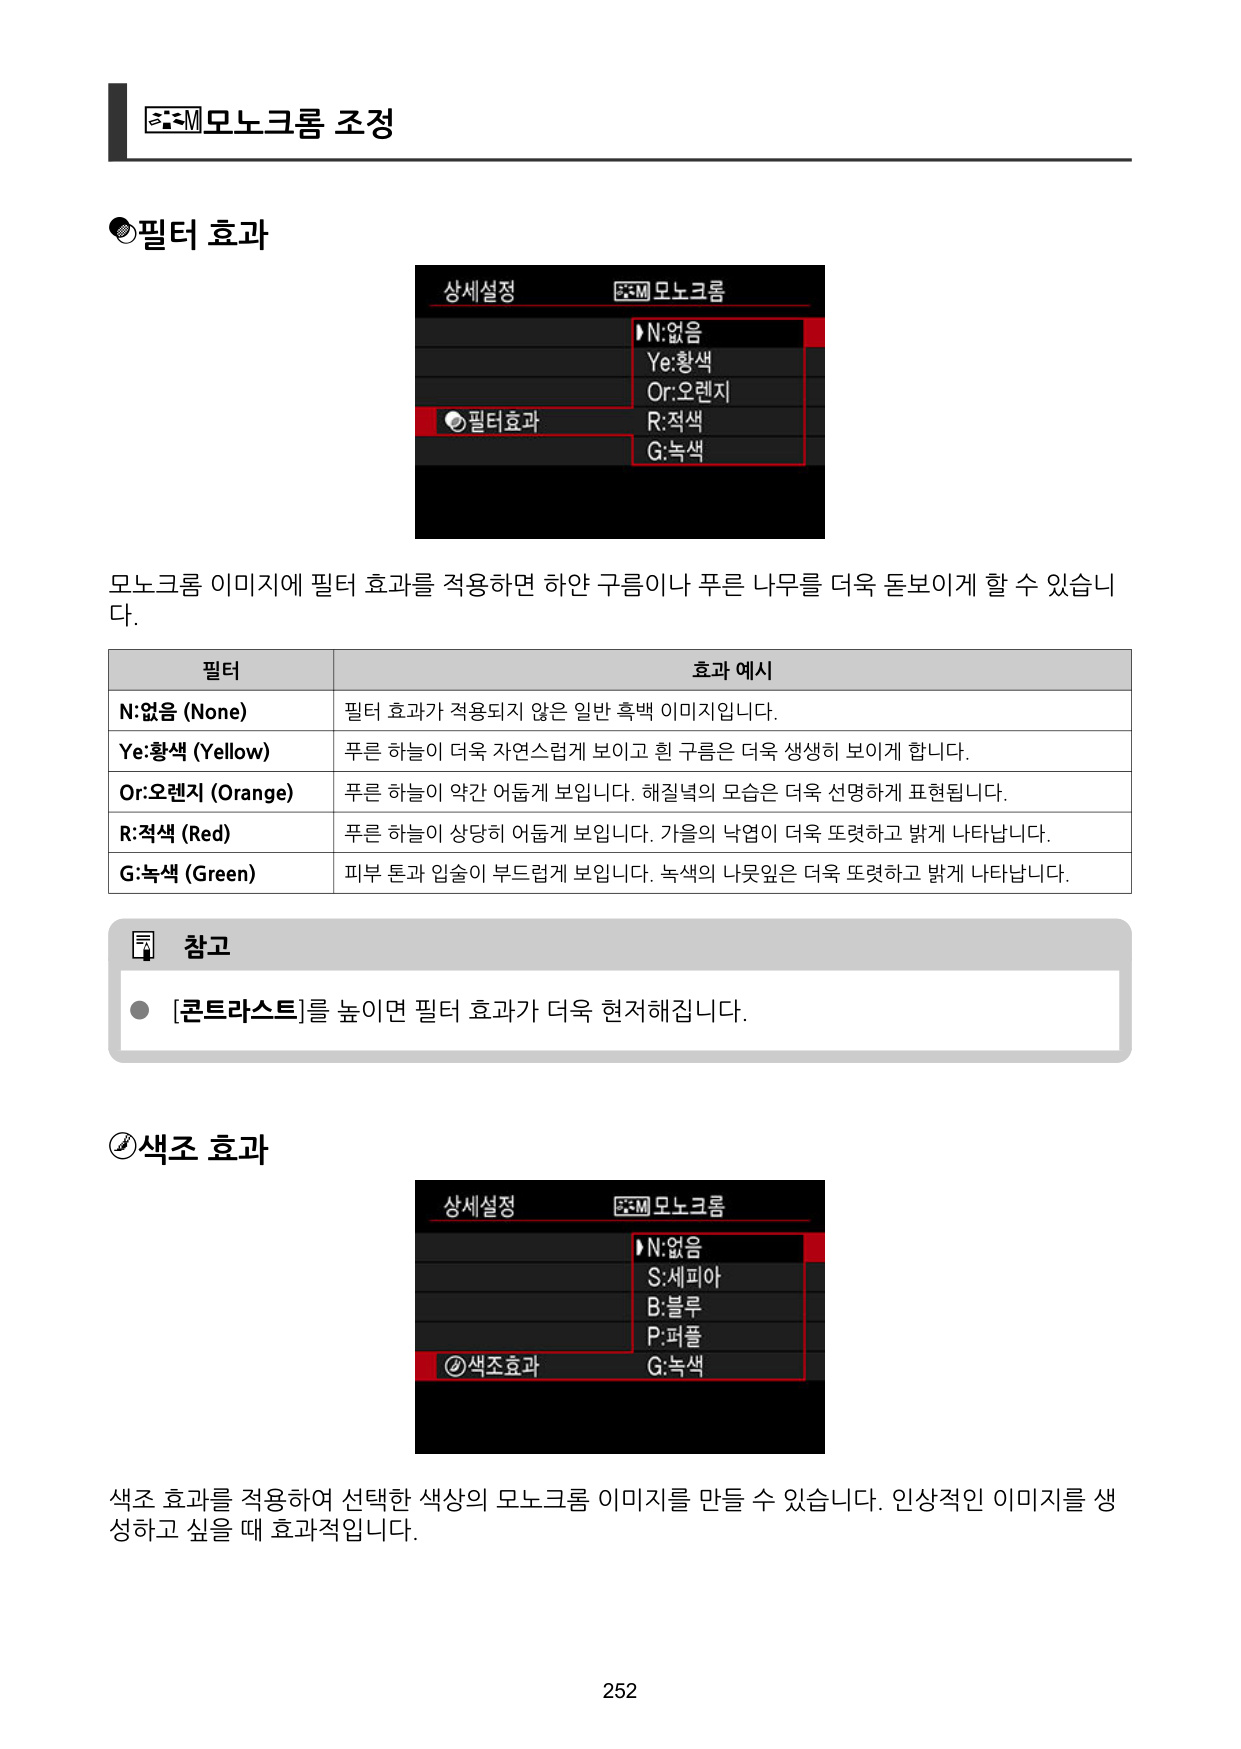 모노크롬 조정
필터 효과
상세설정 모노크롬
N:없음
Ye:황색
Or:오렌지
필터효과 R:적색
G:녹색
모노크롬 이미지에 필터 효과를 적용하면 하얀 구름이나 푸른 나무를 더욱 돋보이게 할 수 있습니
다.
필터 효과 예시
N:없음 (None) 필터 효과가 적용되지 않은 일반 흑백 이미지입니다.
Ye:황색 (Yellow) 푸른 하늘이 더욱 자연스럽게 보이고 흰 구름은 더욱 생생히 보이게 합니다.
Or:오렌지 (Orange) 푸른 하늘이 약간 어둡게 보입니다. 해질녘의 모습은 더욱 선명하게 표현됩니다.
R:적색 (Red) 푸른 하늘이 상당히 어둡게 보입니다. 가을의 낙엽이 더욱 또렷하고 밝게 나타납니다.
G:녹색 (Green) 피부 톤과 입술이 부드럽게 보입니다. 녹색의 나뭇잎은 더욱 또렷하고 밝게 나타납니다.
참고
● [콘트라스트]를 높이면 필터 효과가 더욱 현저해집니다.
색조 효과
상세설정 모노크롬
N:없음
S:세피아
B:블루
P:퍼플
색조효과 G:녹색
색조 효과를 적용하여 선택한 색상의 모노크롬 이미지를 만들 수 있습니다. 인상적인 이미지를 생
성하고 싶을 때 효과적입니다.
252